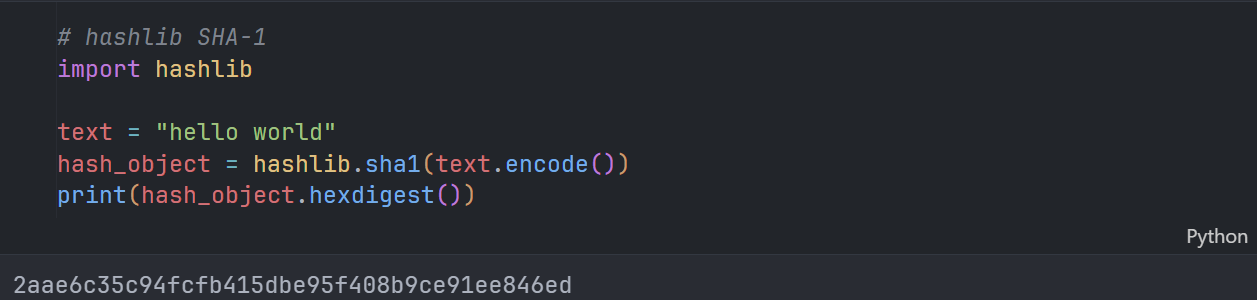 # hashlib SHA-1
import hashlib
text = "hello world"
hash_object = hashlib.sha1(text.encode())
print(hash_object.hexdigest())
Python
2aae6c35c94fcfb415dbe95f408b9ce91ee846ed